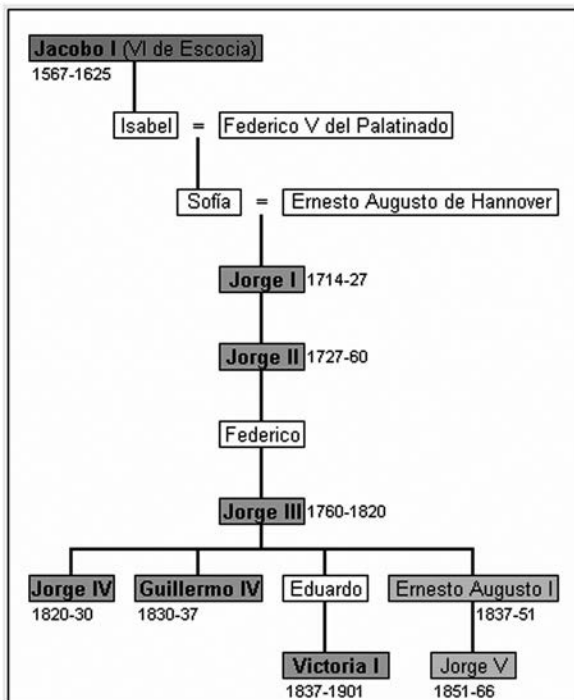 Jacobo I (VI de Escocia)
1567-1625
Isabel = Federico V del Palatinado
Sofía = Ernesto Augusto de Hannover
Jorge I 1714-27
Jorge II 1727-60
Federico
Jorge III 1760-1820
Jorge IV Guillermo IV Eduardo Ernesto Augusto I
1820-30 1830-37 1837-51
Victoria I Jorge V
1837-1901 1851-66